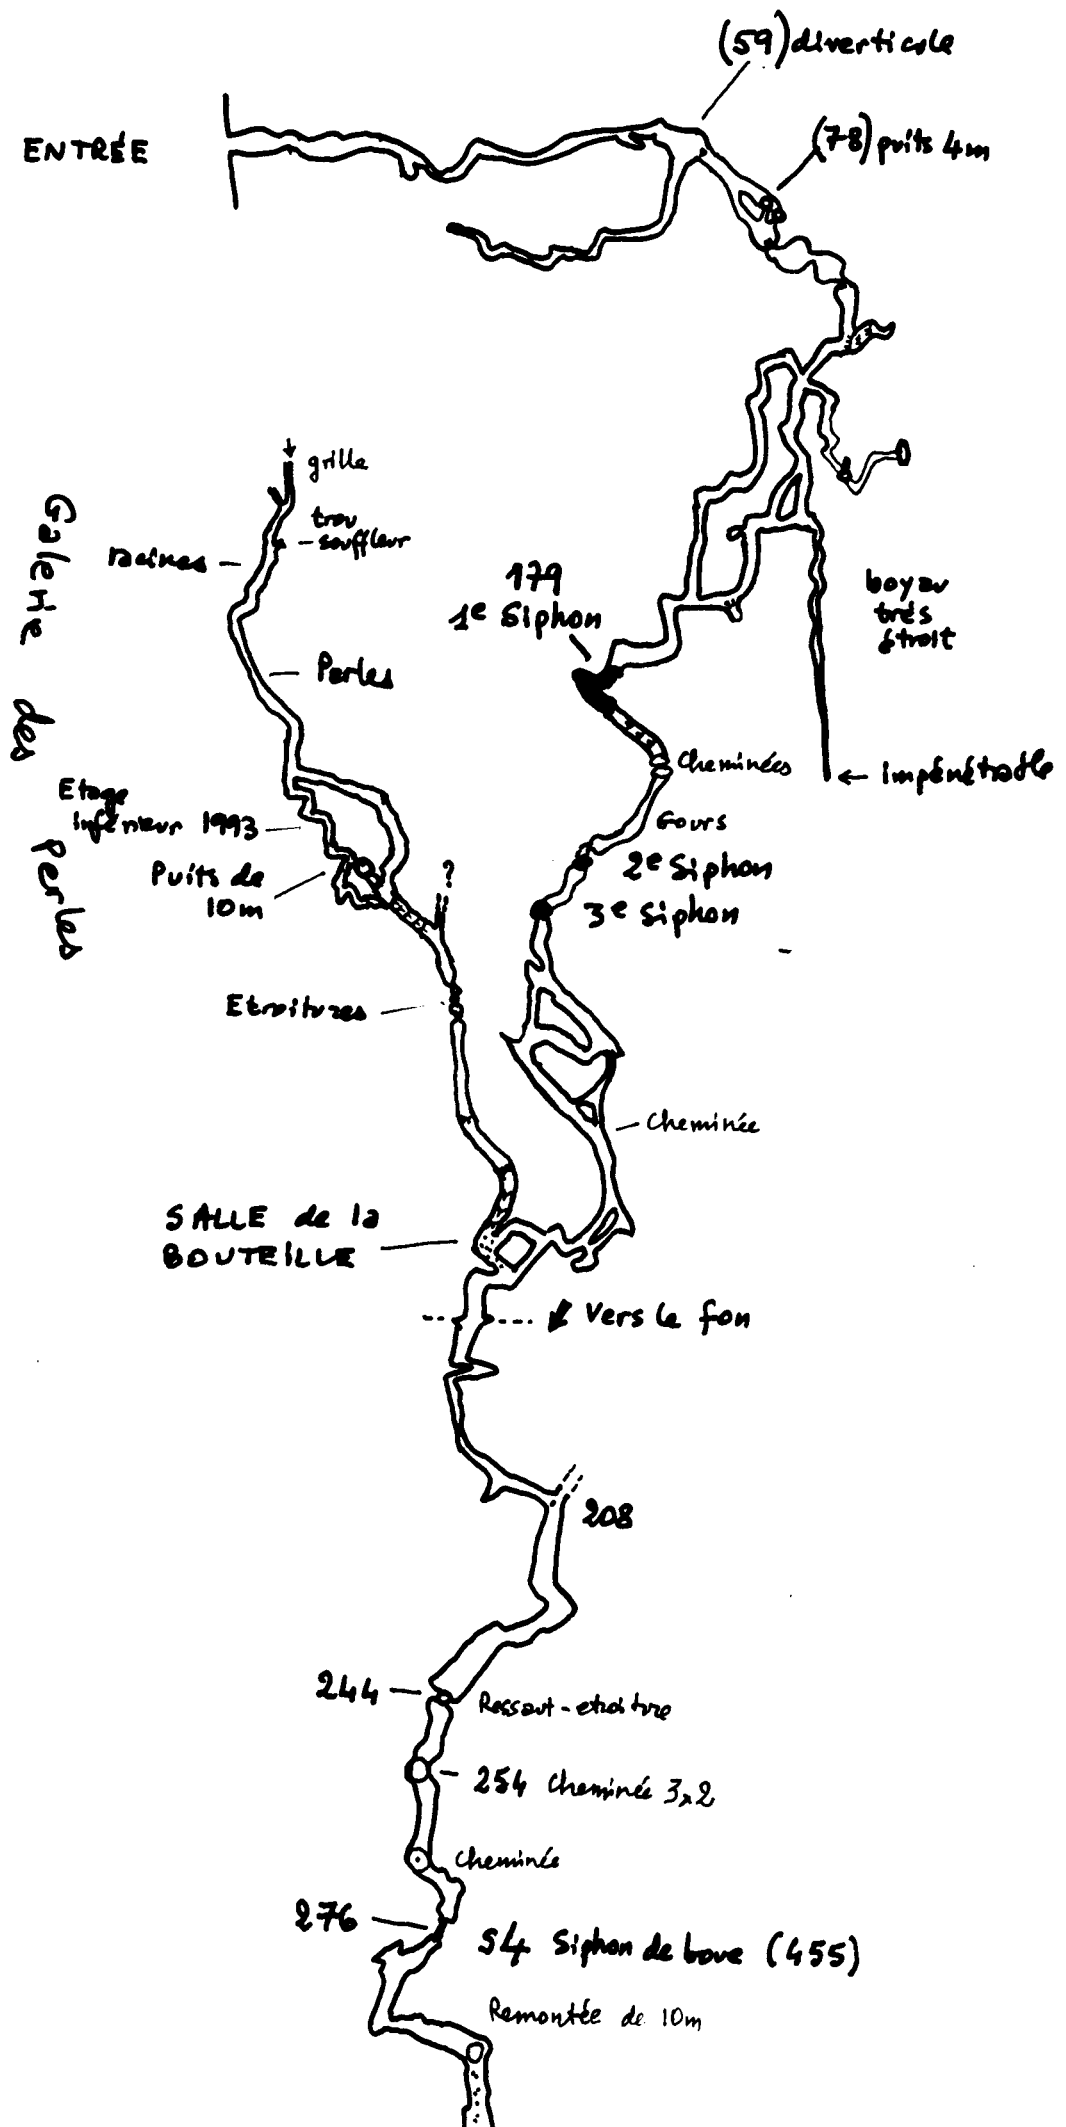 (59) diverticule
ENTRÉE
(78) puits 4m
grille
trou
souffleur
racines
Galerie des Perles
179
1e Siphon
boyau
très
étroit
Perles
Cheminées
← impénétrable
Etage
inférieur 1993
Gours
2e Siphon
Puits de
10m
?
3e Siphon
Etroitures
Cheminée
SALLE de la
BOUTEILLE
Vers le fon
208
244
Ressaut-etroiture
254 Cheminée 3x2
Cheminée
276
S4 Siphon de boue (455)
Remontée de 10m